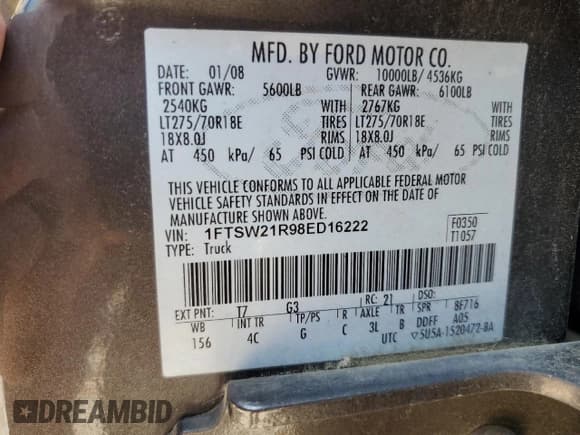 MFD. BY FORD MOTOR CO.
DATE: 01/08 GVWR: 10000LB/ 4536KG
FRONT GAWR: 5600LB REAR GAWR: 6100LB
2540KG WITH 2767KG WITH
LT275/70R18E TIRES LT275/70R18E TIRES
18X8.0J RIMS 18X8.0J RIMS
AT 450 kPa/ 65 PSI COLD AT 450 kPa/ 65 PSI COLD
THIS VEHICLE CONFORMS TO ALL APPLICABLE FEDERAL MOTOR
VEHICLE SAFETY STANDARDS IN EFFECT ON THE DATE OF
MANUFACTURE SHOWN ABOVE.
VIN: 1FTSW21R98ED16222 F0350
TYPE: Truck T1057
EXT PNT: T7 G3 RC: 21 DSO:
WB INT TR TP/PS R AXLE TR SPR 8F716
156 4C G C 3L B DDFF A05
UTC ▽5U5A-1520472-BA
DREAMBID